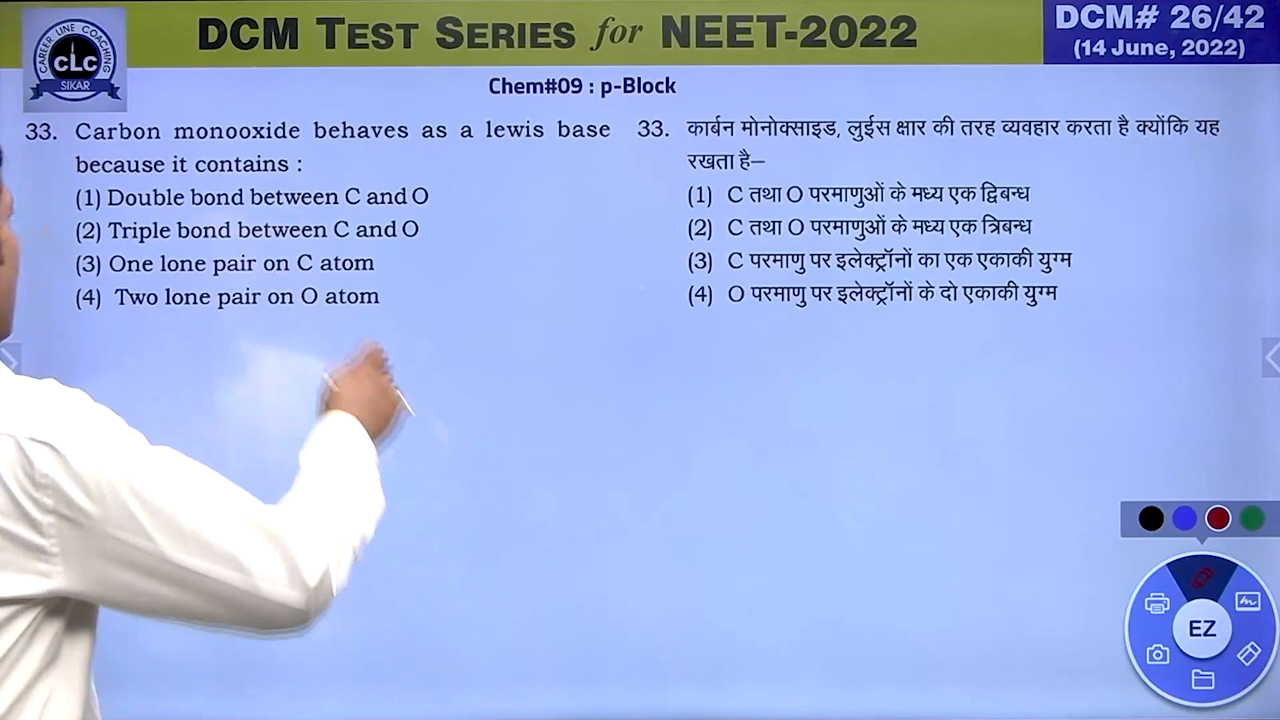 DCM TEST SERIES for NEET-2022
DCM# 26/42
(14 June, 2022)
CAREER LINE COACHING
CLC
SIKAR
Chem#09 : p-Block
33. Carbon monooxide behaves as a lewis base
because it contains :
(1) Double bond between C and O
(2) Triple bond between C and O
(3) One lone pair on C atom
(4) Two lone pair on O atom
33. कार्बन मोनोक्साइड, लुईस क्षार की तरह व्यवहार करता है क्योंकि यह
रखता है–
(1) C तथा O परमाणुओं के मध्य एक द्विबन्ध
(2) C तथा O परमाणुओं के मध्य एक त्रिबन्ध
(3) C परमाणु पर इलेक्ट्रॉनों का एक एकाकी युग्म
(4) O परमाणु पर इलेक्ट्रॉनों के दो एकाकी युग्म
EZ